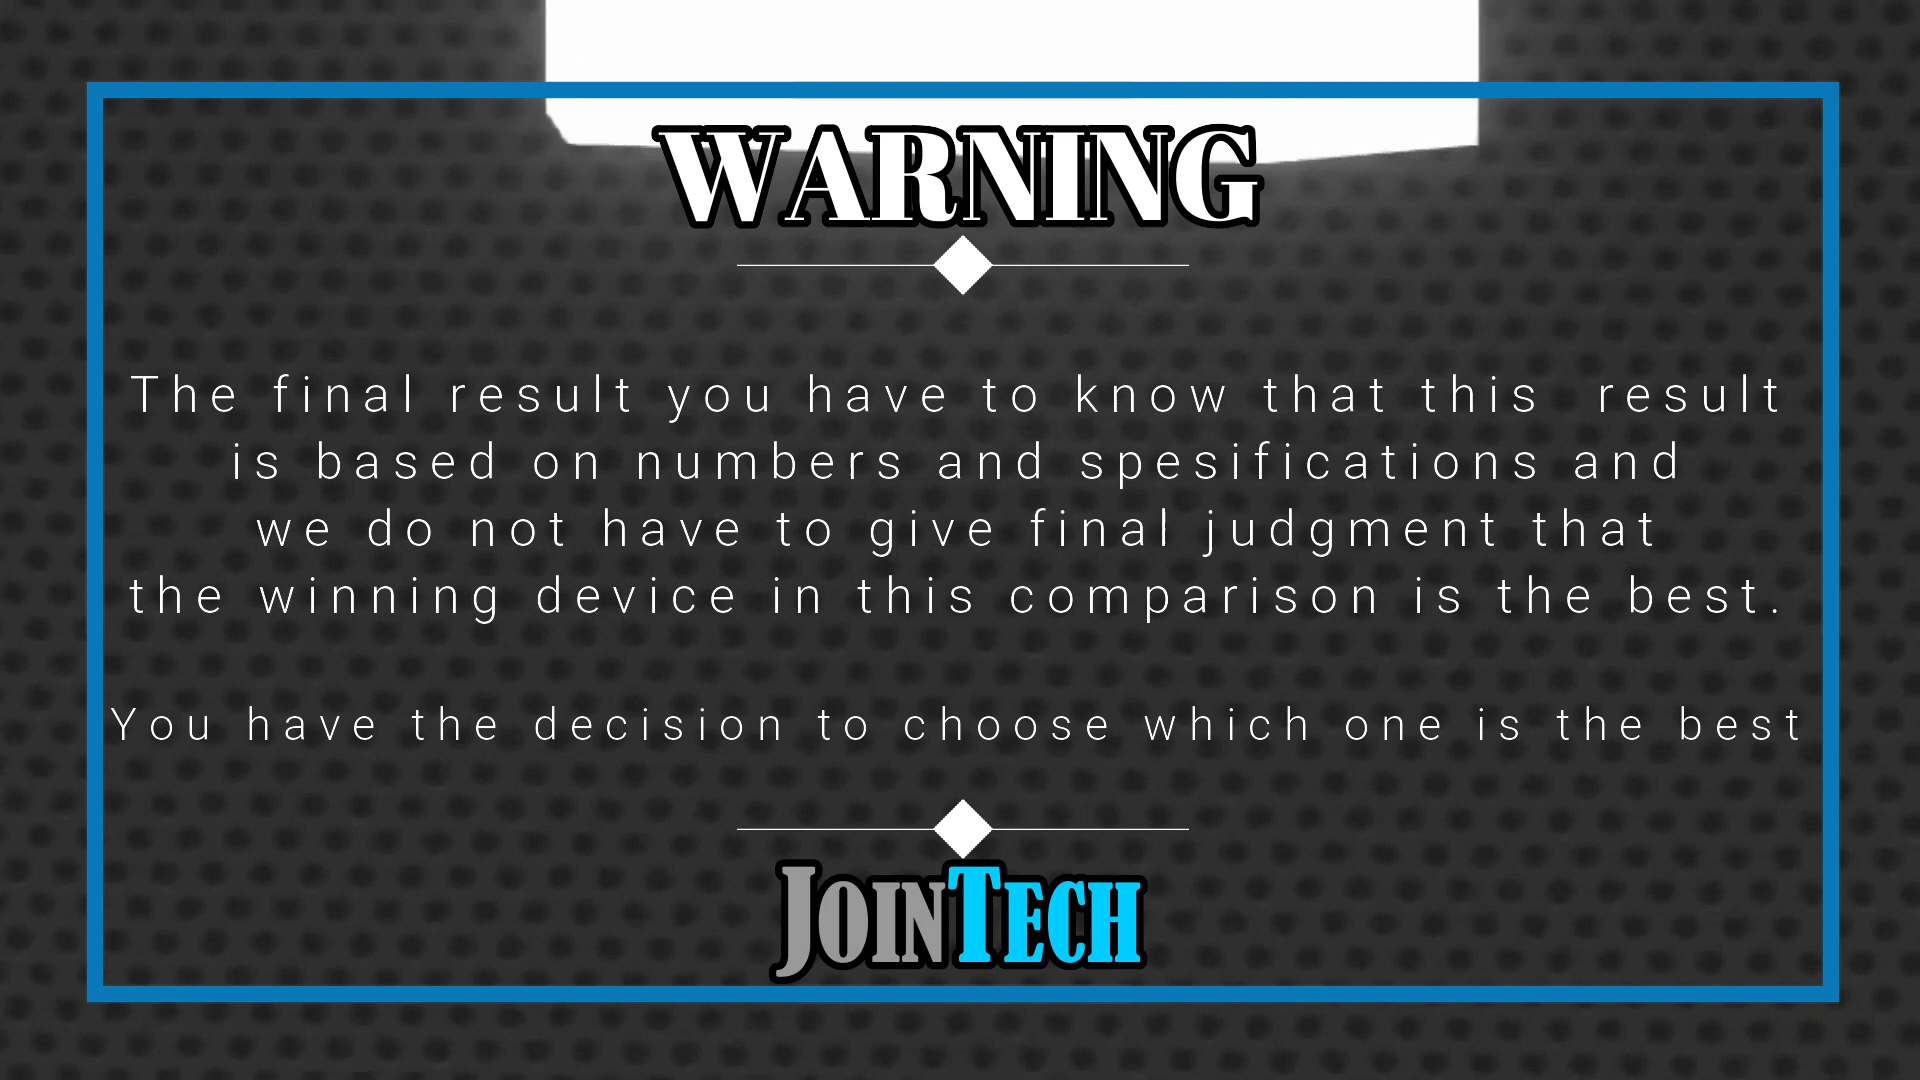 WARNING
The final result you have to know that this result
is based on numbers and spesifications and
we do not have to give final judgment that
the winning device in this comparison is the best.
You have the decision to choose which one is the best
JOINTECH